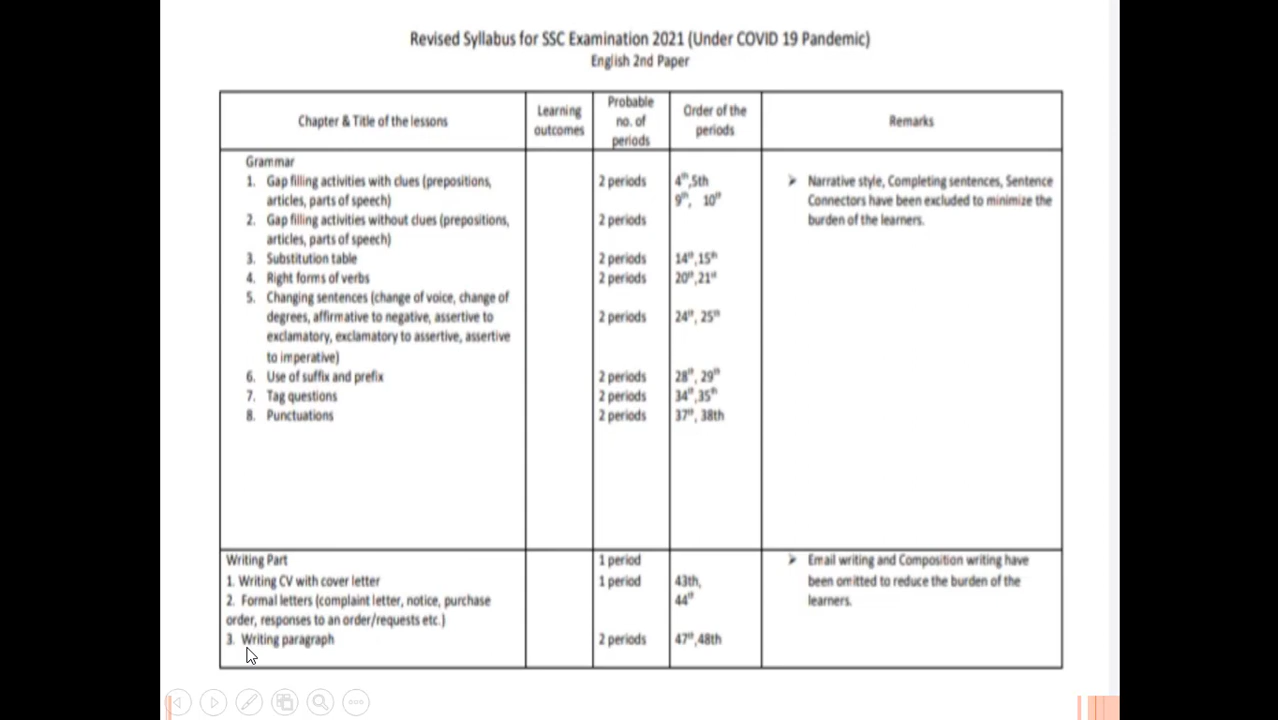 Revised Syllabus for SSC Examination 2021 (Under COVID 19 Pandemic)
English 2nd Paper
Chapter & Title of the lessons
Learning outcomes
Probable no. of periods
Order of the periods
Remarks
Grammar
1. Gap filling activities with clues (prepositions, 2 periods 4th,5th
articles, parts of speech) 9th, 10th
2. Gap filling activities without clues (prepositions, 2 periods
articles, parts of speech)
3. Substitution table 2 periods 14th,15th
4. Right forms of verbs 2 periods 20th,21st
5. Changing sentences (change of voice, change of
degrees, affirmative to negative, assertive to 2 periods 24th, 25th
exclamatory, exclamatory to assertive, assertive
to imperative)
6. Use of suffix and prefix 2 periods 28th, 29th
7. Tag questions 2 periods 34th,35th
8. Punctuations 2 periods 37th, 38th
➢ Narrative style, Completing sentences, Sentence
Connectors have been excluded to minimize the
burden of the learners.
Writing Part 1 period
1. Writing CV with cover letter 1 period 43th,
2. Formal letters (complaint letter, notice, purchase 44th
order, responses to an order/requests etc.)
3. Writing paragraph 2 periods 47th,48th
➢ Email writing and Composition writing have
been omitted to reduce the burden of the
learners.